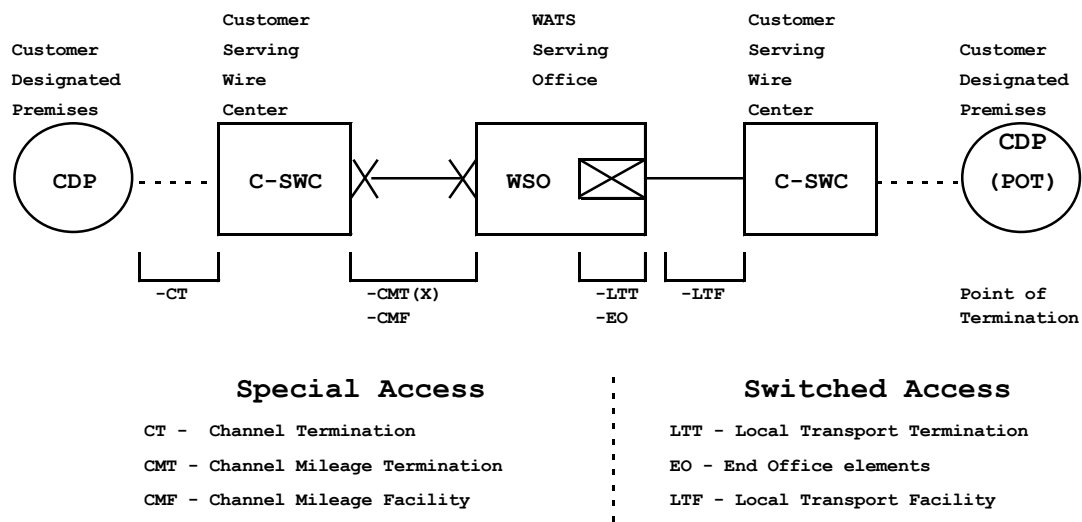 Customer Serving Wire Center
WATS Serving Office
Customer Serving Wire Center
Customer Designated Premises
Customer Designated Premises
CDP
C-SWC
WSO
C-SWC
CDP
(POT)
-CT
-CMT(X)
-CMF
-LTT
-EO
-LTF
Point of
Termination
Special Access
CT - Channel Termination
CMT - Channel Mileage Termination
CMF - Channel Mileage Facility
Switched Access
LTT - Local Transport Termination
EO - End Office elements
LTF - Local Transport Facility